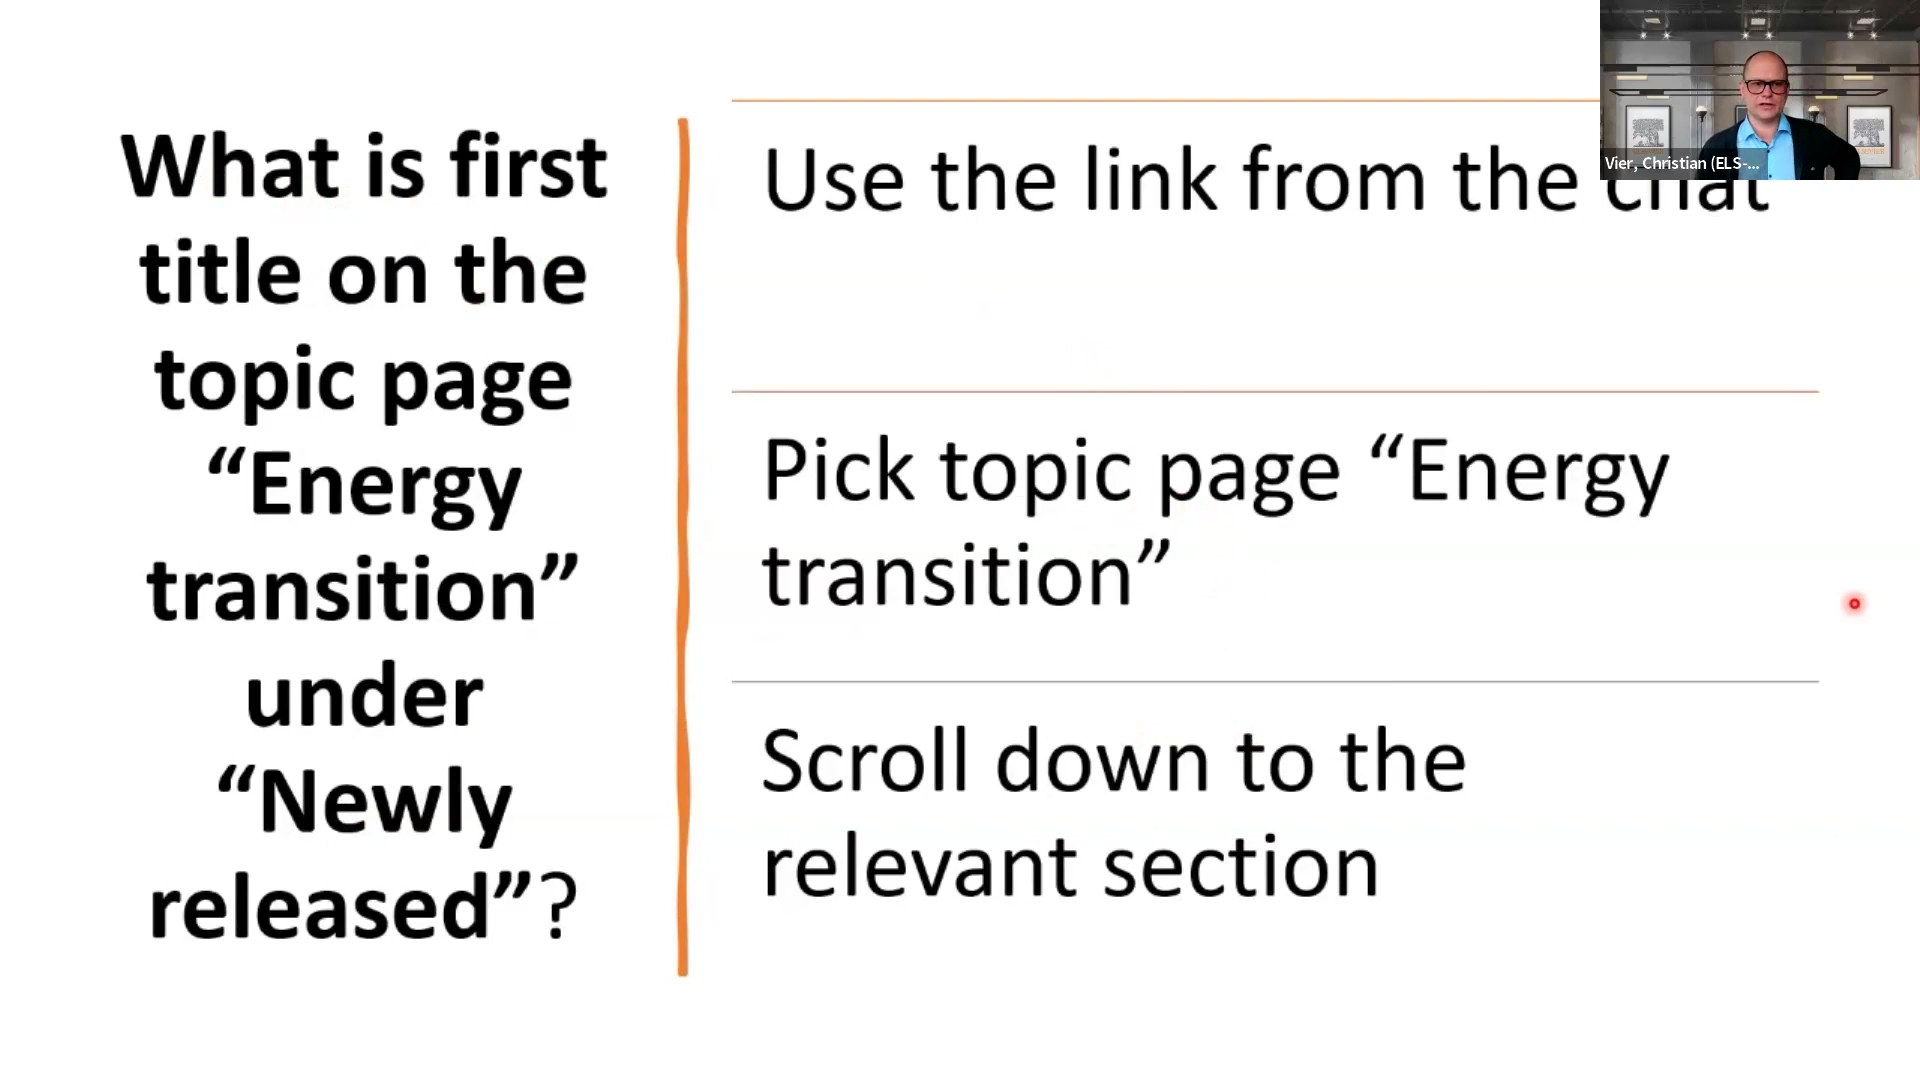 What is first
title on the
topic page
“Energy
transition”
under
“Newly
released”?
Use the link from the chat
Pick topic page “Energy
transition”
Scroll down to the
relevant section
Vier, Christian (ELS-...